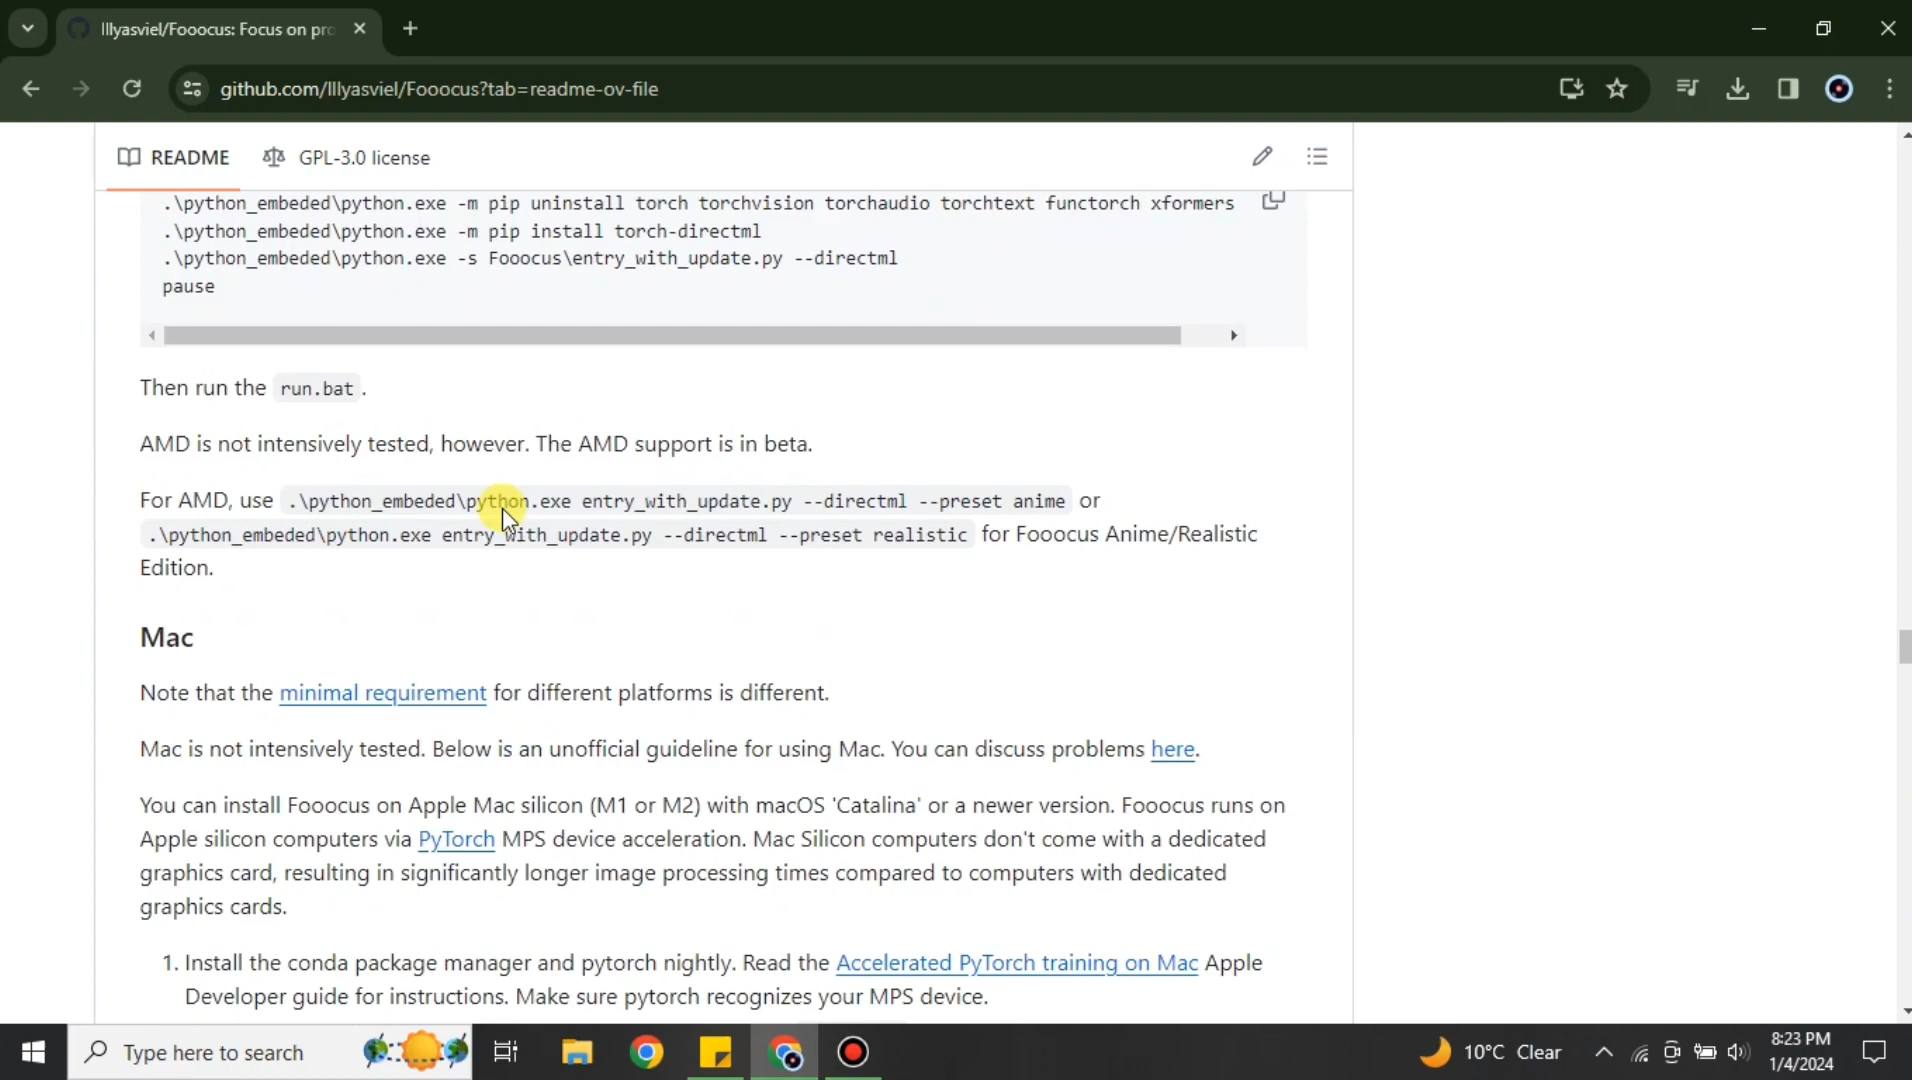 lllyasviel/Fooocus: Focus on pro
github.com/lllyasviel/Fooocus?tab=readme-ov-file
README GPL-3.0 license
.\python_embeded\python.exe -m pip uninstall torch torchvision torchaudio torchtext functorch xformers
.\python_embeded\python.exe -m pip install torch-directml
.\python_embeded\python.exe -s Fooocus\entry_with_update.py --directml
pause
Then run the run.bat.
AMD is not intensively tested, however. The AMD support is in beta.
For AMD, use .\python_embeded\python.exe entry_with_update.py --directml --preset anime or
.\python_embeded\python.exe entry_with_update.py --directml --preset realistic for Fooocus Anime/Realistic
Edition.
Mac
Note that the minimal requirement for different platforms is different.
Mac is not intensively tested. Below is an unofficial guideline for using Mac. You can discuss problems here.
You can install Fooocus on Apple Mac silicon (M1 or M2) with macOS 'Catalina' or a newer version. Fooocus runs on
Apple silicon computers via PyTorch MPS device acceleration. Mac Silicon computers don't come with a dedicated
graphics card, resulting in significantly longer image processing times compared to computers with dedicated
graphics cards.
1. Install the conda package manager and pytorch nightly. Read the Accelerated PyTorch training on Mac Apple
Developer guide for instructions. Make sure pytorch recognizes your MPS device.
Type here to search
10°C Clear
8:23 PM
1/4/2024